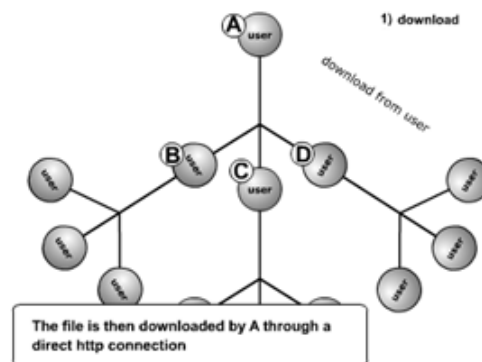 A
user
1) download
download from user
B
user
C
user
D
user
user
user
user
user
user
user
The file is then downloaded by A through a
direct http connection